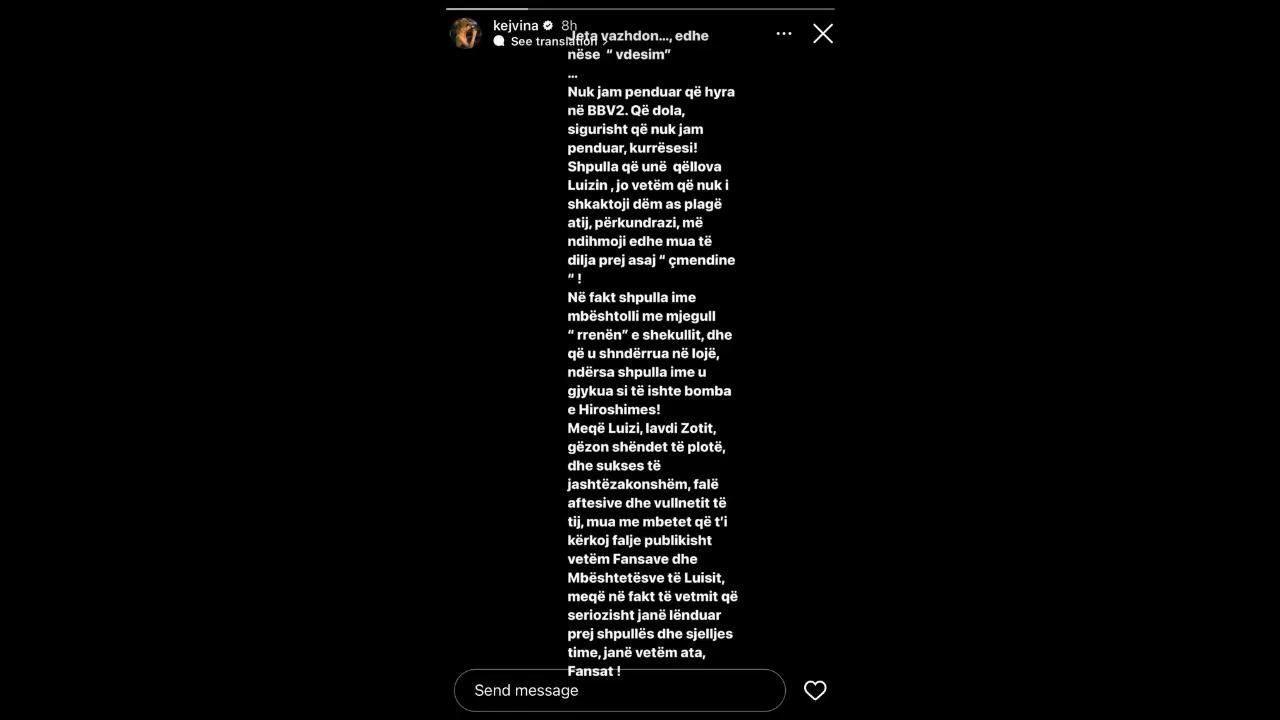 kejvina 8h
See translation >
Jeta vazhdon..., edhe
nëse “ vdesim”
...
Nuk jam penduar që hyra
në BBV2. Që dola,
sigurisht që nuk jam
penduar, kurrësesi!
Shpulla që unë qëllova
Luizin , jo vetëm që nuk i
shkaktoji dëm as plagë
atij, përkundrazi, më
ndihmoji edhe mua të
dilja prej asaj “ çmendine
“ !
Në fakt shpulla ime
mbështolli me mjegull
“ rrenën” e shekullit, dhe
që u shndërrua në lojë,
ndërsa shpulla ime u
gjykua si të ishte bomba
e Hiroshimes!
Meqë Luizi, lavdi Zotit,
gëzon shëndet të plotë,
dhe sukses të
jashtëzakonshëm, falë
aftesive dhe vullnetit të
tij, mua me mbetet që t’i
kërkoj falje publikisht
vetëm Fansave dhe
Mbështetësve të Luisit,
meqë në fakt të vetmit që
seriozisht janë lënduar
prej shpullës dhe sjelljes
time, janë vetëm ata,
Fansat !
Send message